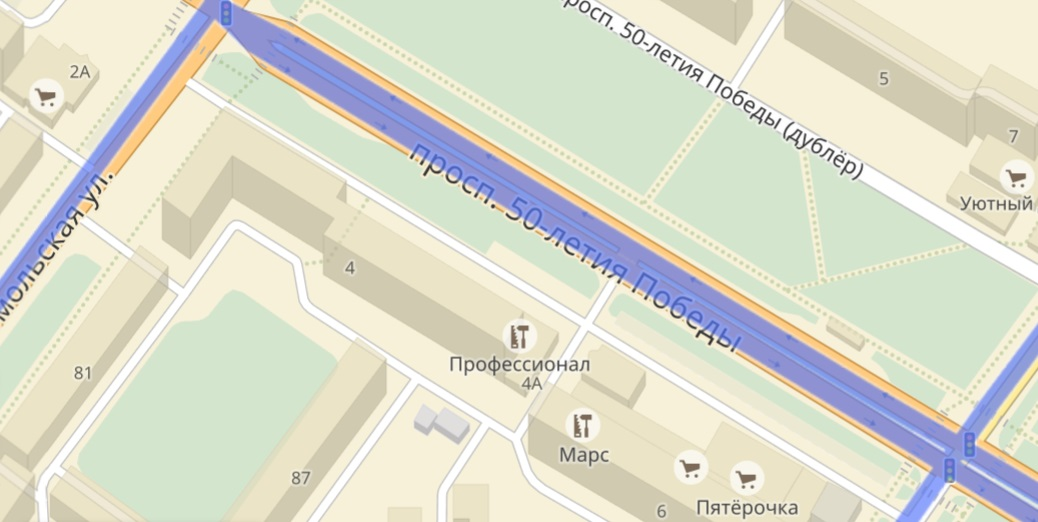 2А
просп. 50-летия Победы (дублёр)
5
7
Уютный
просп. 50-летия Победы
мольская ул.
4
Профессионал
4А
81
Марс
87
Пятёрочка
6